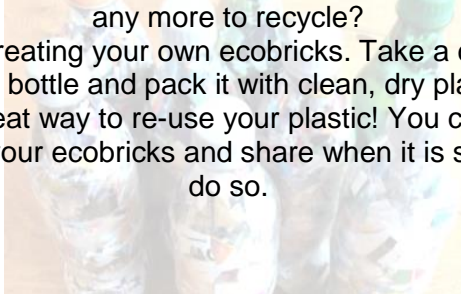 any more to recycle?
reating your own ecobricks. Take a
bottle and pack it with clean, dry
eat way to re-use your plastic! You
our ecobricks and share when it is
do so.